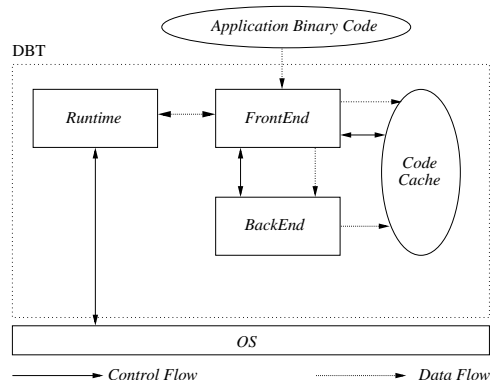 Application Binary Code
DBT
Runtime
FrontEnd
Code
Cache
BackEnd
OS
Control Flow
Data Flow